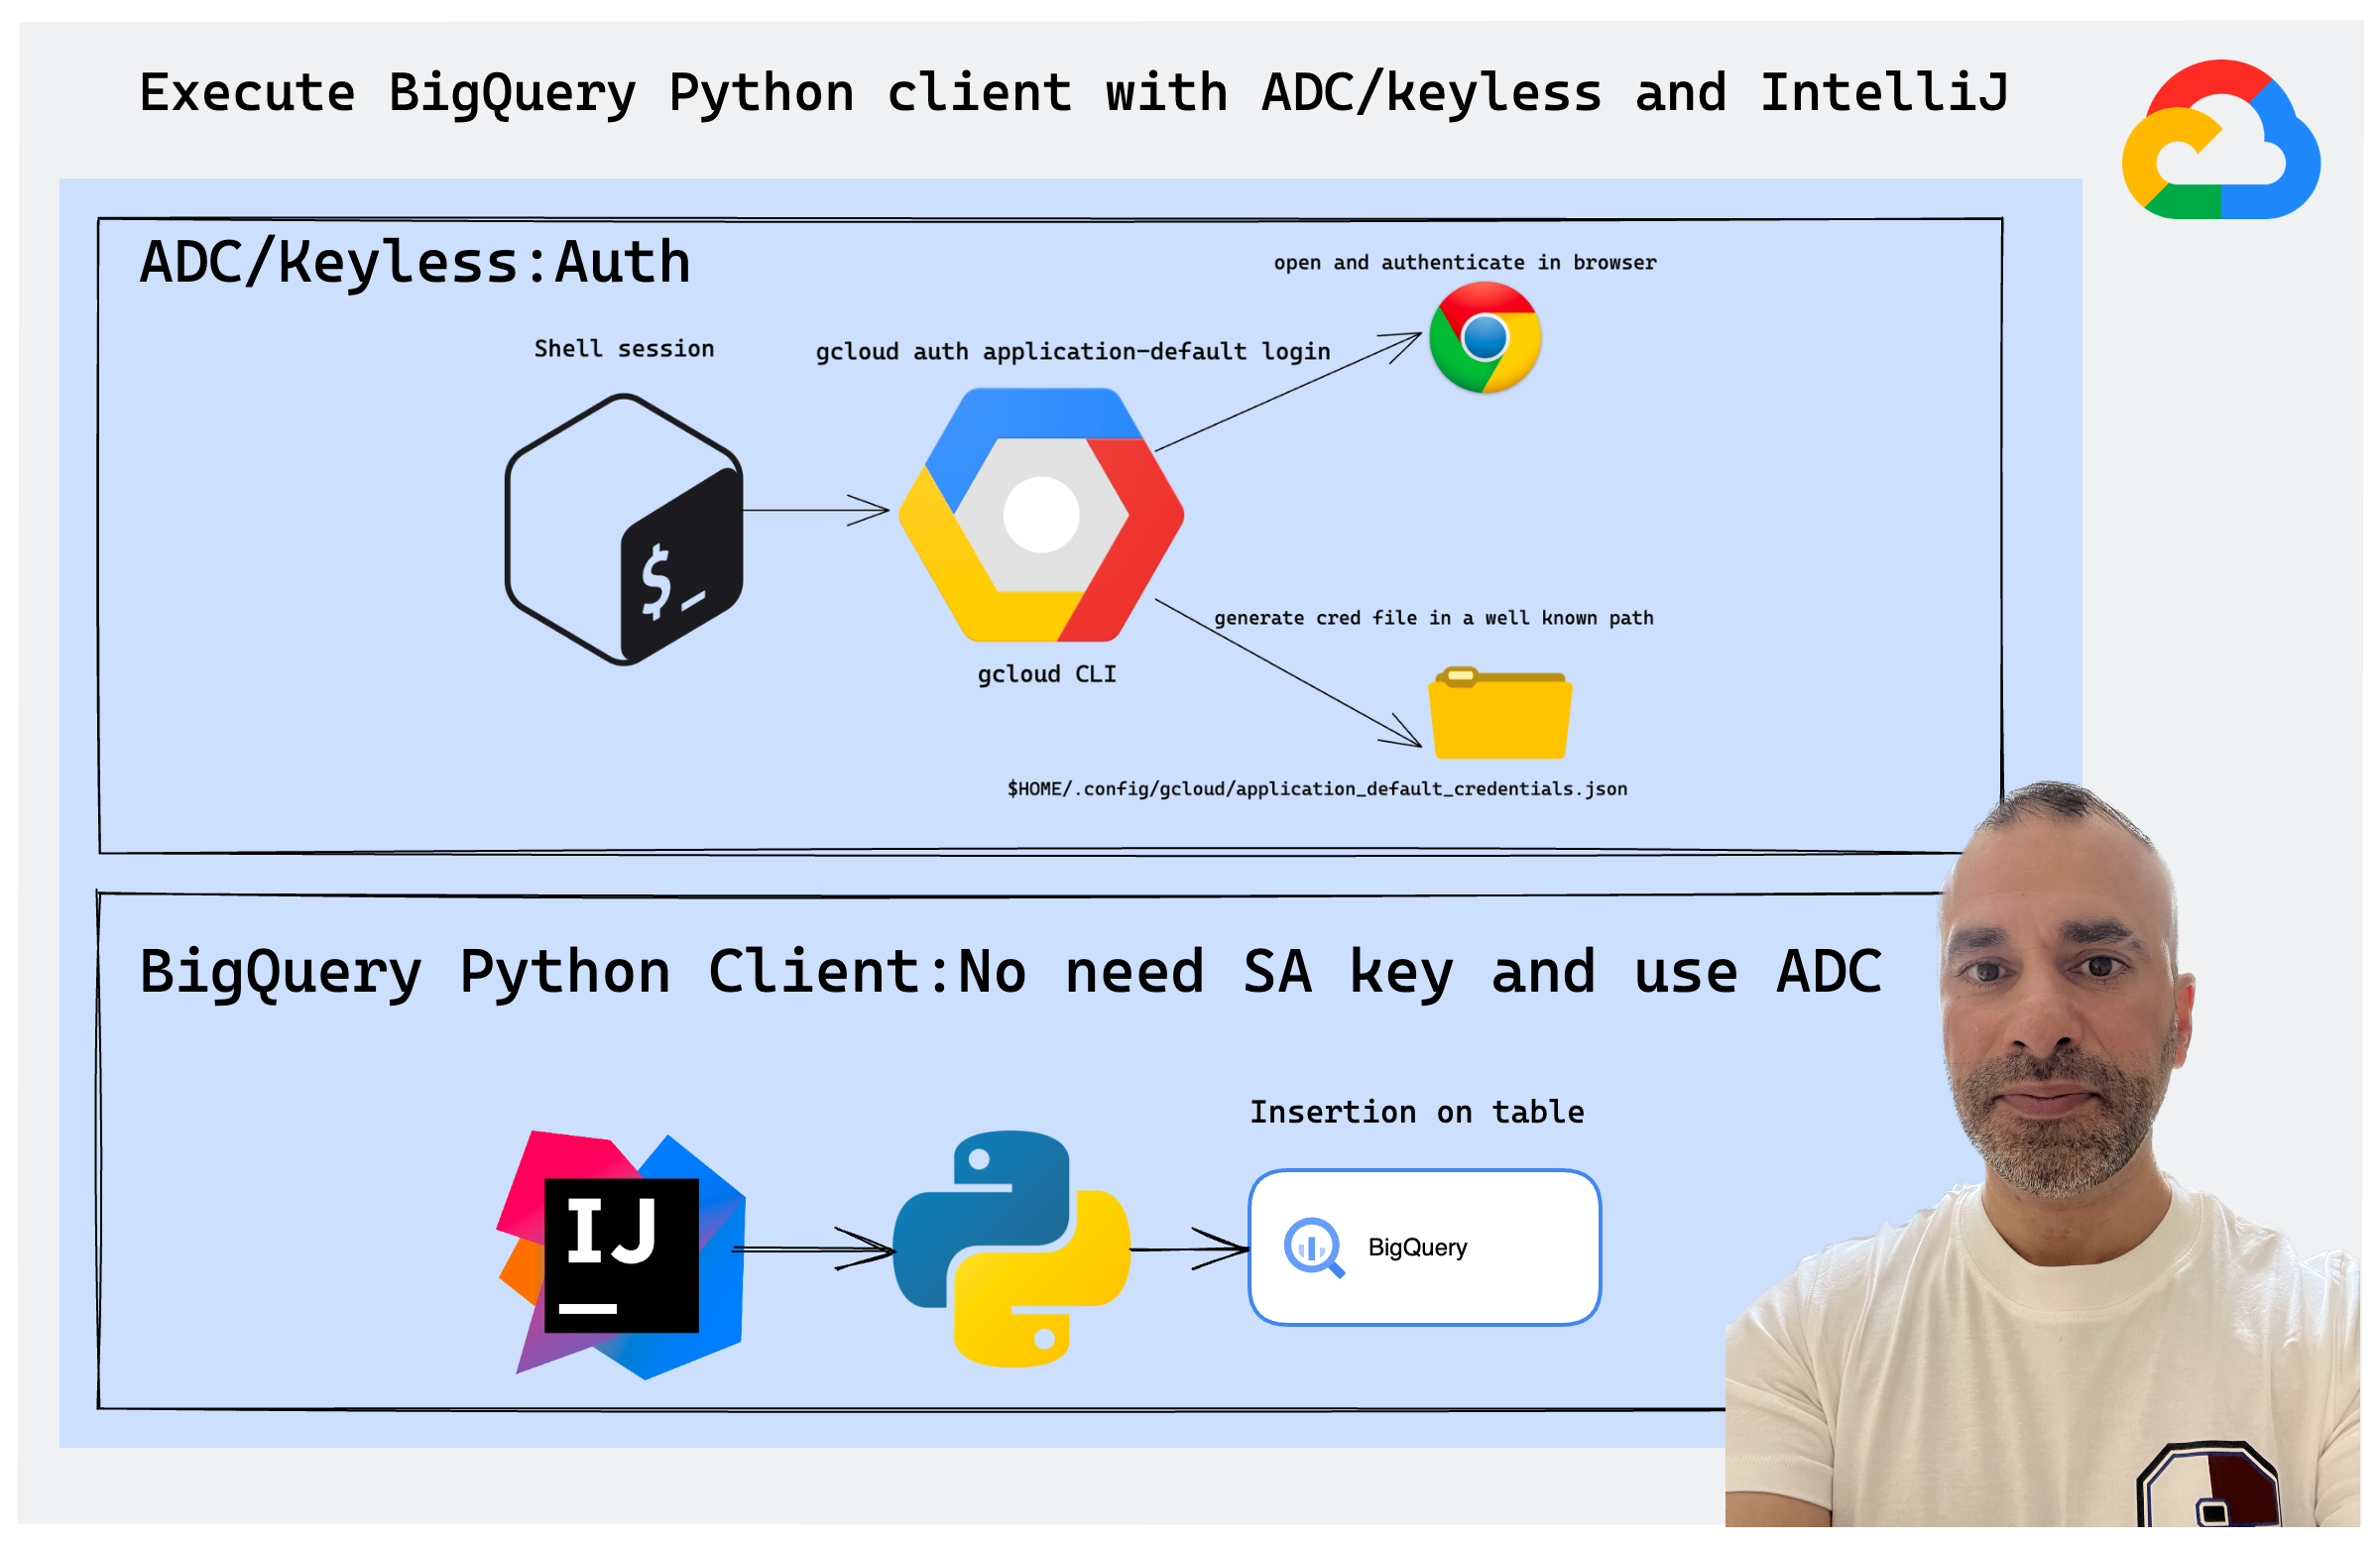 Execute BigQuery Python client with ADC/keyless and IntelliJ
ADC/Keyless:Auth
open and authenticate in browser
Shell session
gcloud auth application-default login
$_
generate cred file in a well known path
gcloud CLI
$HOME/.config/gcloud/application_default_credentials.json
BigQuery Python Client:No need SA key and use ADC
Insertion on table
IJ
BigQuery